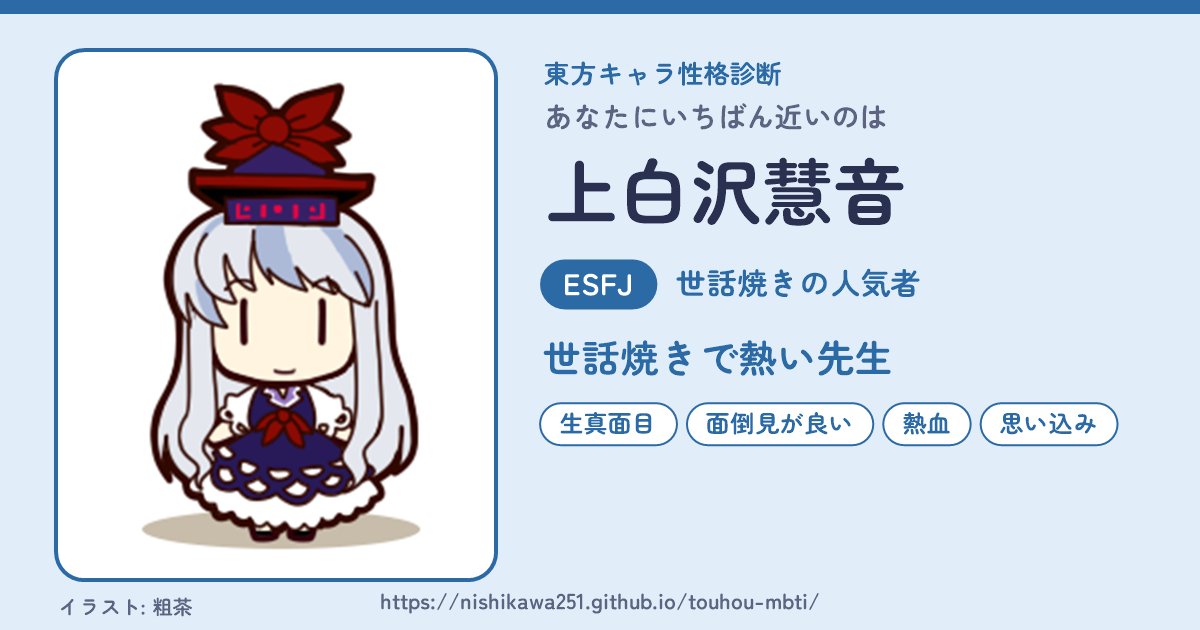 東方キャラ性格診断
あなたにいちばん近いのは
上白沢慧音
ESFJ 世話焼きの人気者
世話焼きで熱い先生
生真面目 面倒見が良い 熱血 思い込み
イラスト: 粗茶
https://nishikawa251.github.io/touhou-mbti/